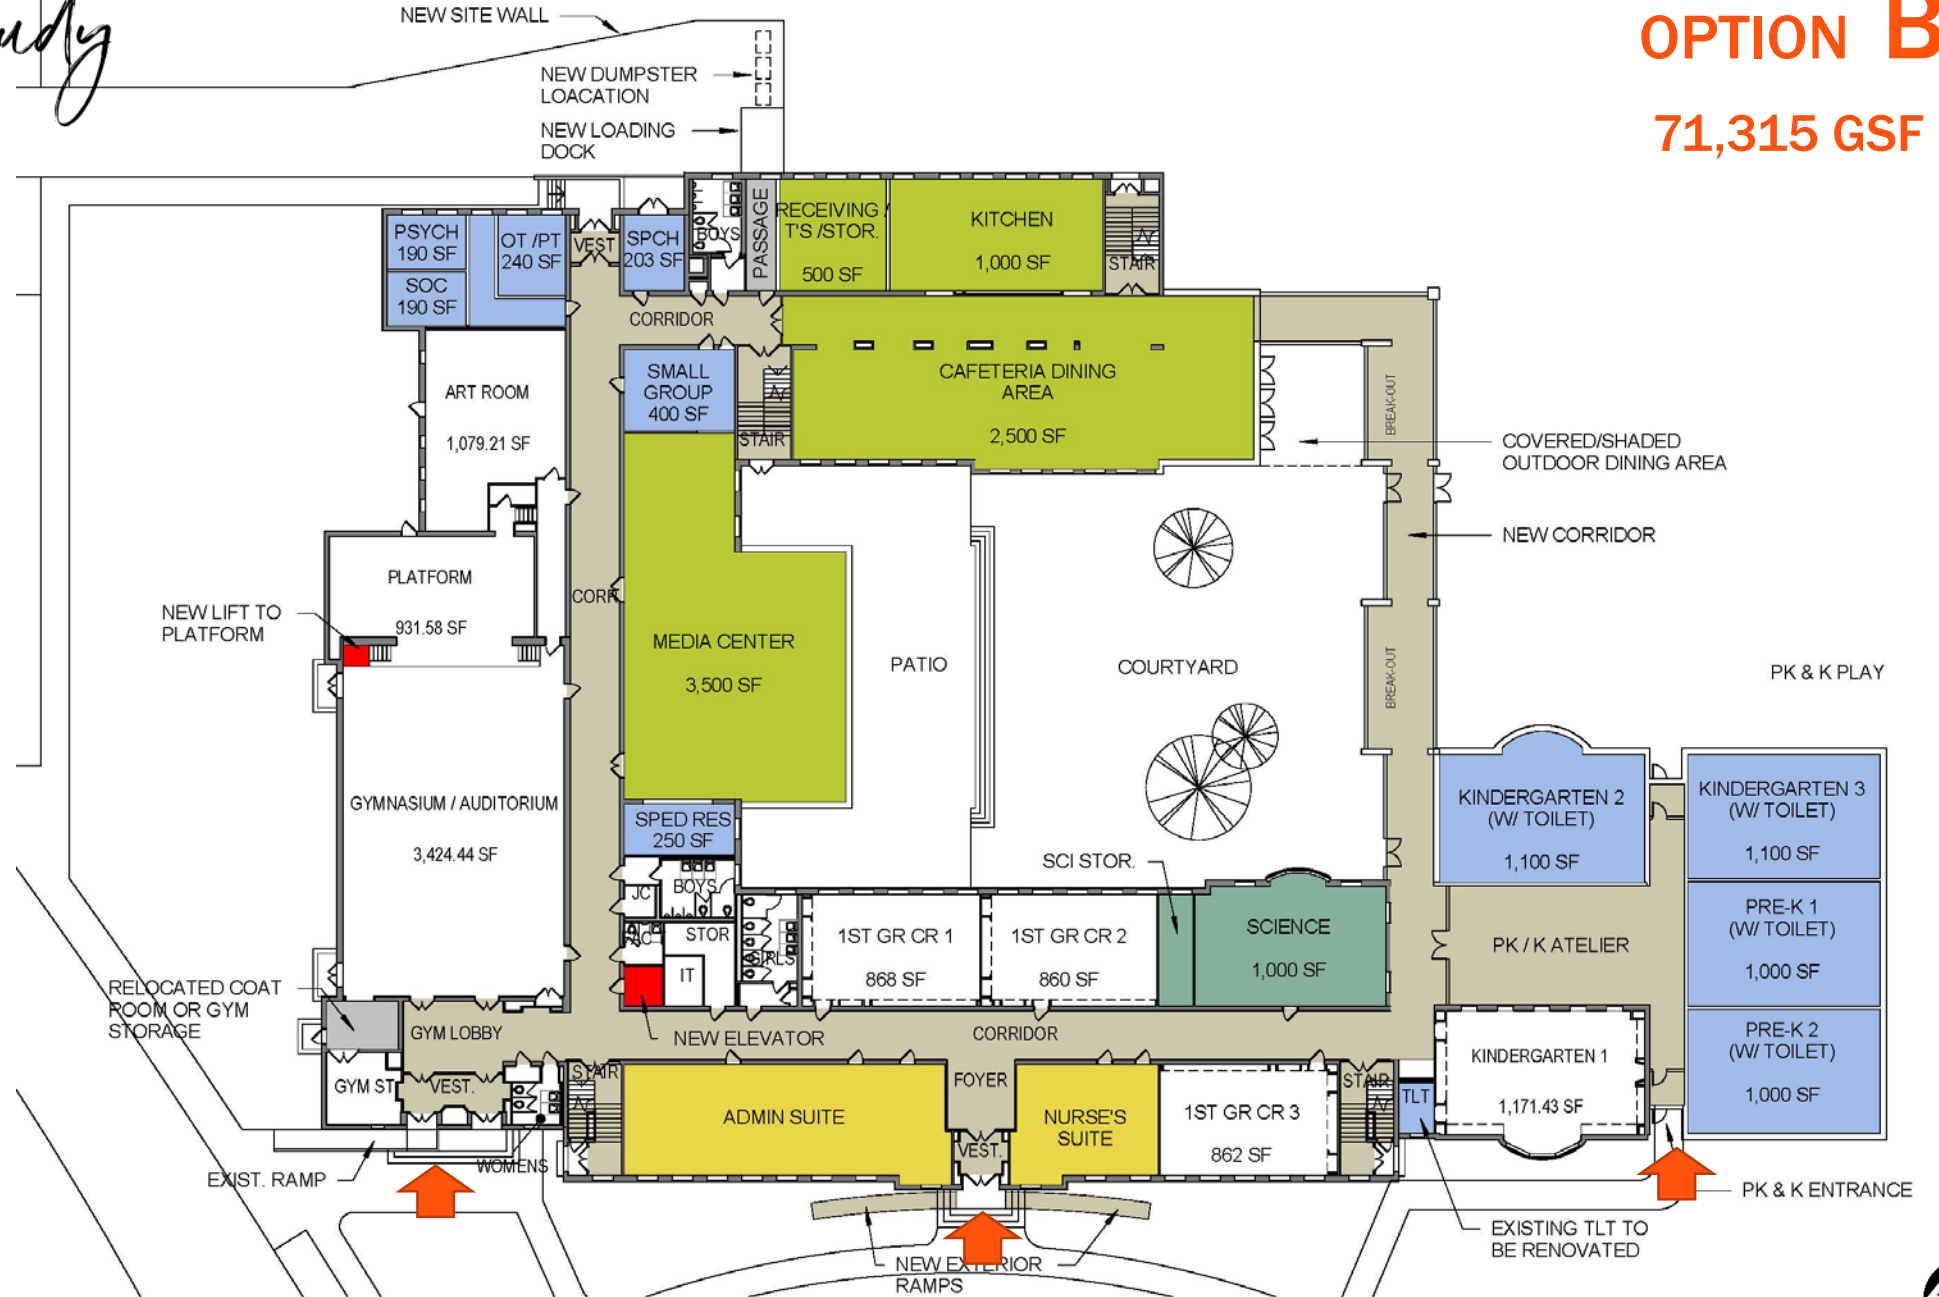 NEW SITE WALL
OPTION B
71,315 GSF
NEW DUMPSTER
LOACATION
NEW LOADING
DOCK
PSYCH
190 SF
SOC
190 SF
OT /PT
240 SF
VEST
SPCH
203 SF
BOYS
PASSAGE
RECEIVING /
T'S /STOR.
500 SF
KITCHEN
1,000 SF
STAIR
CORRIDOR
SMALL
GROUP
400 SF
STAIR
CAFETERIA DINING
AREA
2,500 SF
BREAK-OUT
COVERED/SHADED
OUTDOOR DINING AREA
ART ROOM
1,079.21 SF
NEW CORRIDOR
PLATFORM
931.58 SF
NEW LIFT TO
PLATFORM
CORR
MEDIA CENTER
3,500 SF
PATIO
COURTYARD
BREAK-OUT
PK & K PLAY
GYMNASIUM / AUDITORIUM
3,424.44 SF
SPED RES
250 SF
KINDERGARTEN 2
(W/ TOILET)
1,100 SF
KINDERGARTEN 3
(W/ TOILET)
1,100 SF
SCI STOR.
JC
BOYS
STOR
IT
GIRLS
1ST GR CR 1
868 SF
1ST GR CR 2
860 SF
SCIENCE
1,000 SF
PK / K ATELIER
PRE-K 1
(W/ TOILET)
1,000 SF
RELOCATED COAT
ROOM OR GYM
STORAGE
GYM LOBBY
NEW ELEVATOR
CORRIDOR
PRE-K 2
(W/ TOILET)
1,000 SF
GYM ST
VEST.
STAIR
ADMIN SUITE
FOYER
VEST.
NURSE'S
SUITE
1ST GR CR 3
862 SF
STAIR
TLT
KINDERGARTEN 1
1,171.43 SF
EXIST. RAMP
WOMENS
PK & K ENTRANCE
NEW EXTERIOR
RAMPS
EXISTING TLT TO
BE RENOVATED